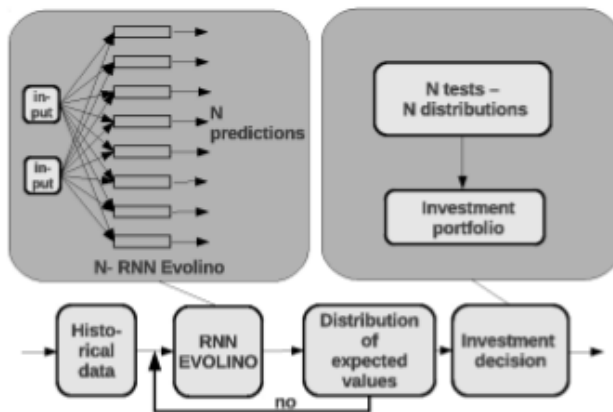 in-
put
in-
put
N
predictions
N- RNN Evolino
N tests –
N distributions
Investment
portfolio
Histo-
rical
data
RNN
EVOLINO
Distribution
of
expected
values
Investment
decision
no